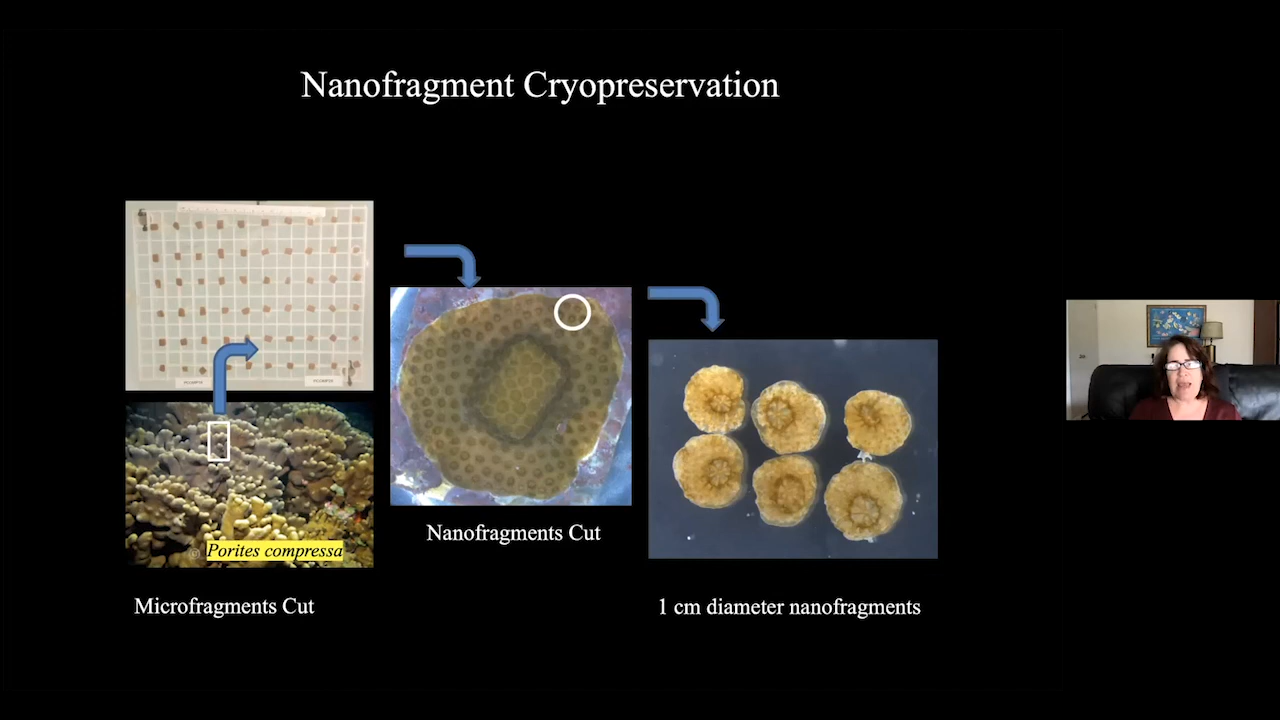 Nanofragment Cryopreservation
Porites compressa
Microfragments Cut
Nanofragments Cut
1 cm diameter nanofragments